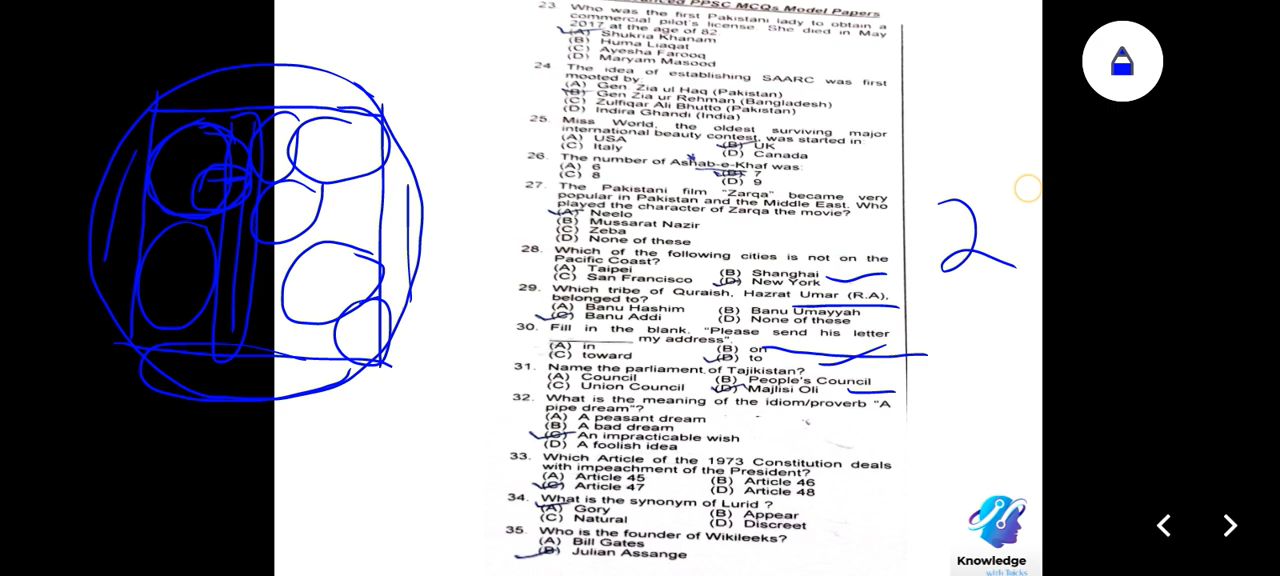 Advanced PPSC MCQs Model Papers
23. Who was the first Pakistani lady to obtain a
commercial pilot's license. She died in May
2017 at the age of 82
(A) Shukria Khanam
(B) Huma Liaqat
(C) Ayesha Farooq
(D) Maryam Masood
24. The idea of establishing SAARC was first
mooted by:
(A) Gen Zia ul Haq (Pakistan)
(B) Gen Zia ur Rehman (Bangladesh)
(C) Zulfiqar Ali Bhutto (Pakistan)
(D) Indira Ghandi (India)
25. Miss World, the oldest surviving major
international beauty contest, was started in:
(A) USA (B) UK
(C) Italy (D) Canada
26. The number of Ashab-e-Khaf was:
(A) 6 (B) 7
(C) 8 (D) 9
27. The Pakistani film "Zarqa" became very
popular in Pakistan and the Middle East. Who
played the character of Zarqa the movie?
(A) Neelo
(B) Mussarat Nazir
(C) Zeba
(D) None of these
28. Which of the following cities is not on the
Pacific Coast?
(A) Taipei (B) Shanghai
(C) San Francisco (D) New York
29. Which tribe of Quraish, Hazrat Umar (R.A),
belonged to?
(A) Banu Hashim (B) Banu Umayyah
(C) Banu Addi (D) None of these
30. Fill in the blank. "Please send his letter
__________ my address".
(A) in (B) on
(C) toward (D) to
31. Name the parliament of Tajikistan?
(A) Council (B) People's Council
(C) Union Council (D) Majlisi Oli
32. What is the meaning of the idiom/proverb "A
pipe dream"?
(A) A peasant dream
(B) A bad dream
(C) An impracticable wish
(D) A foolish idea
33. Which Article of the 1973 Constitution deals
with impeachment of the President?
(A) Article 45 (B) Article 46
(C) Article 47 (D) Article 48
34. What is the synonym of Lurid ?
(A) Gory (B) Appear
(C) Natural (D) Discreet
35. Who is the founder of Wikileeks?
(A) Bill Gates
(B) Julian Assange
2
Knowledge
with Tricks